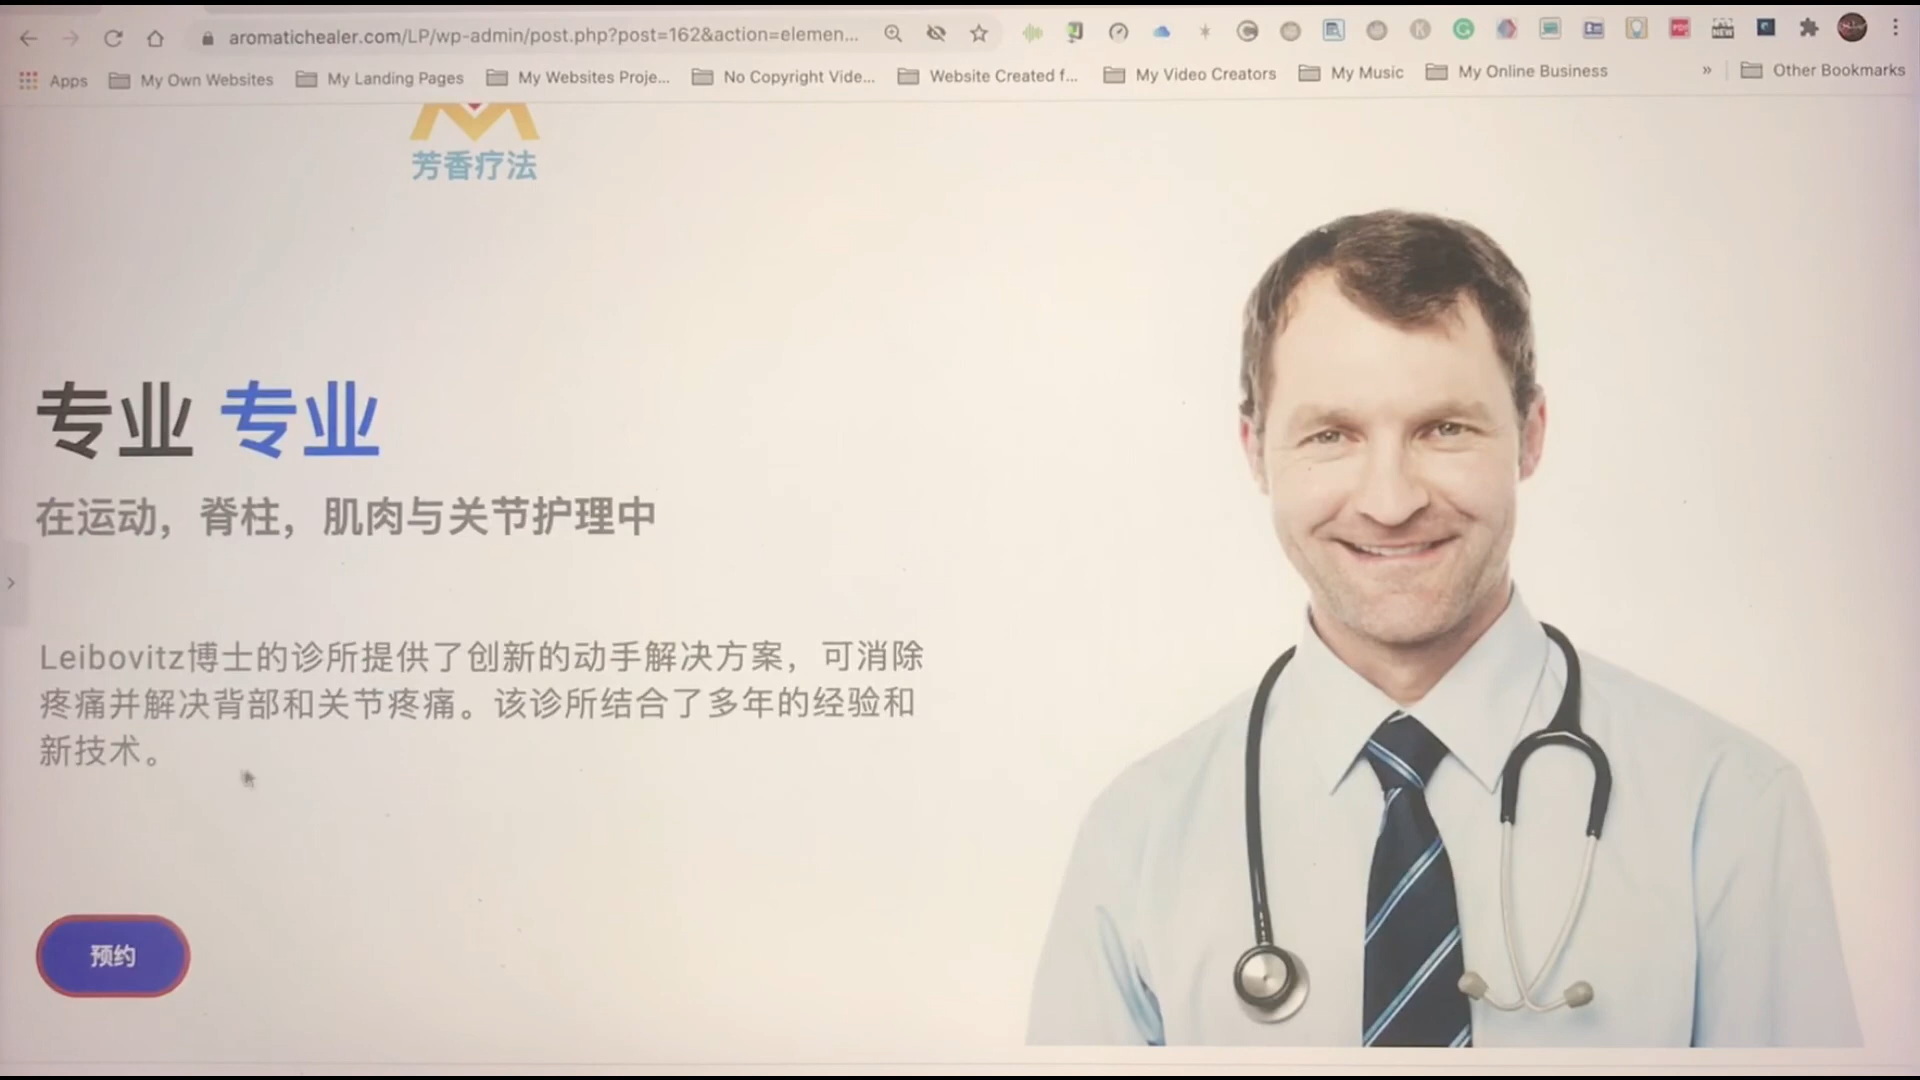 aromatichealer.com/LP/wp-admin/post.php?post=162&action=elemen...
Apps
My Own Websites
My Landing Pages
My Websites Proje...
No Copyright Vide...
Website Created f...
My Video Creators
My Music
My Online Business
»
Other Bookmarks
芳香疗法
专业 专业
在运动，脊柱，肌肉与关节护理中
Leibovitz博士的诊所提供了创新的动手解决方案，可消除
疼痛并解决背部和关节疼痛。该诊所结合了多年的经验和
新技术。
预约